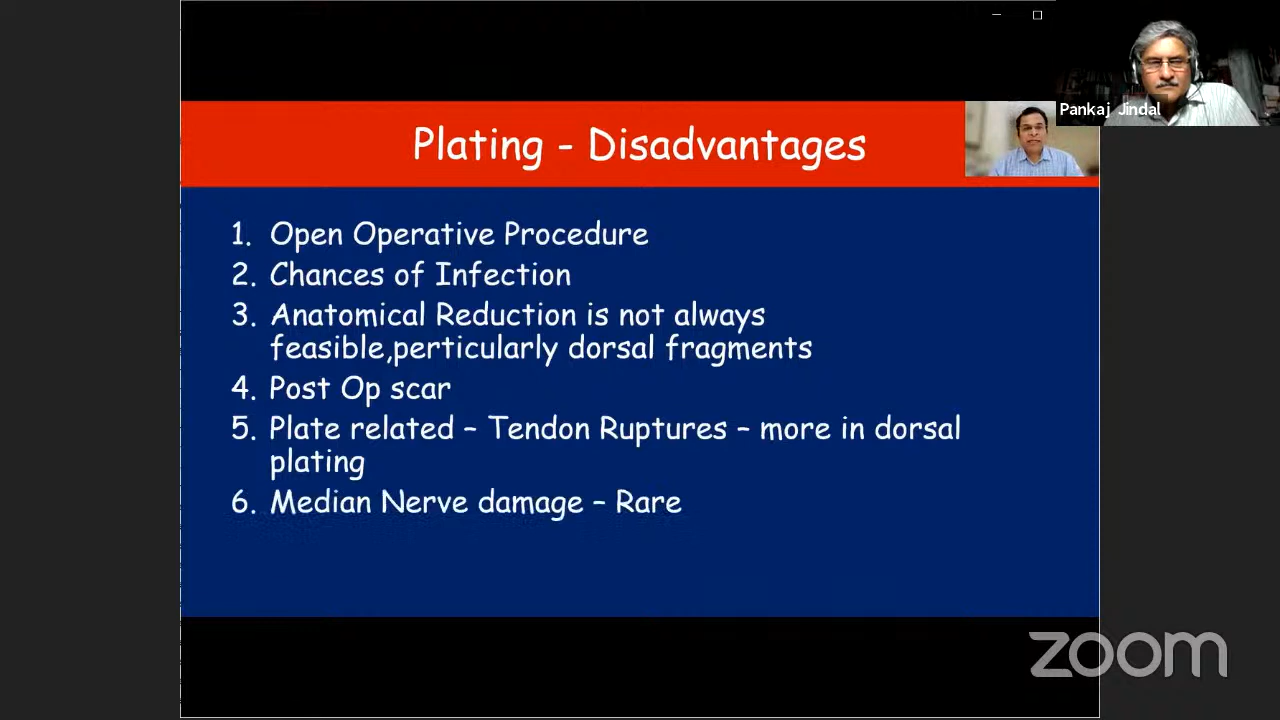 Pankaj Jindal
Plating - Disadvantages
1. Open Operative Procedure
2. Chances of Infection
3. Anatomical Reduction is not always
feasible,perticularly dorsal fragments
4. Post Op scar
5. Plate related – Tendon Ruptures – more in dorsal
plating
6. Median Nerve damage – Rare
zoom